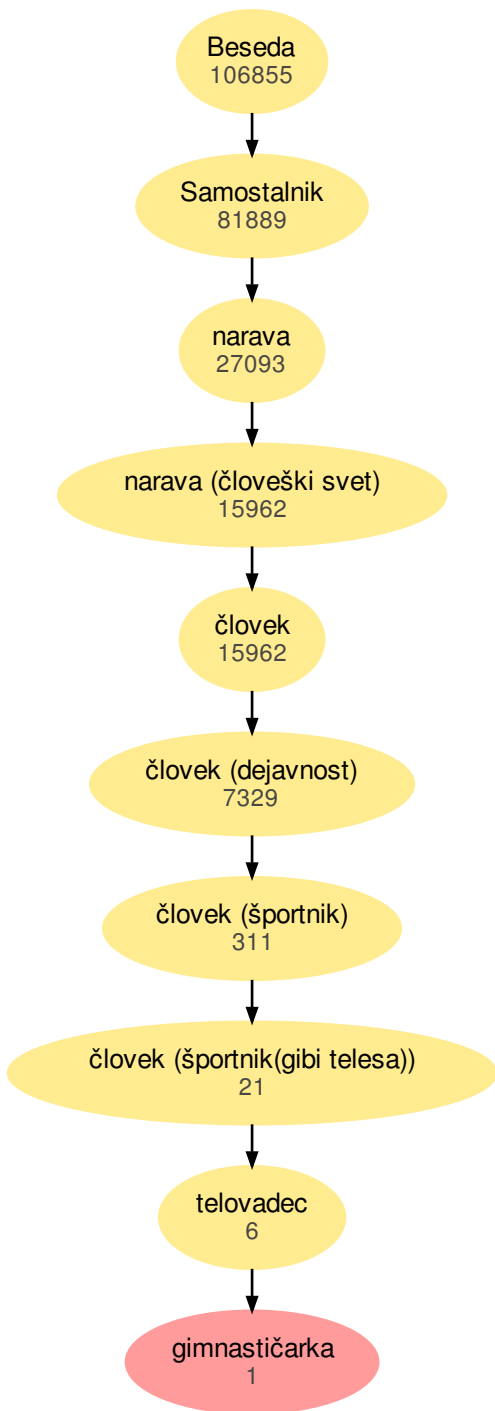 Beseda
106855
Samostalnik
81889
narava
27093
narava (človeški svet)
15962
človek
15962
človek (dejavnost)
7329
človek (športnik)
311
človek (športnik(gibi telesa))
21
telovadec
6
gimnastičarka
1